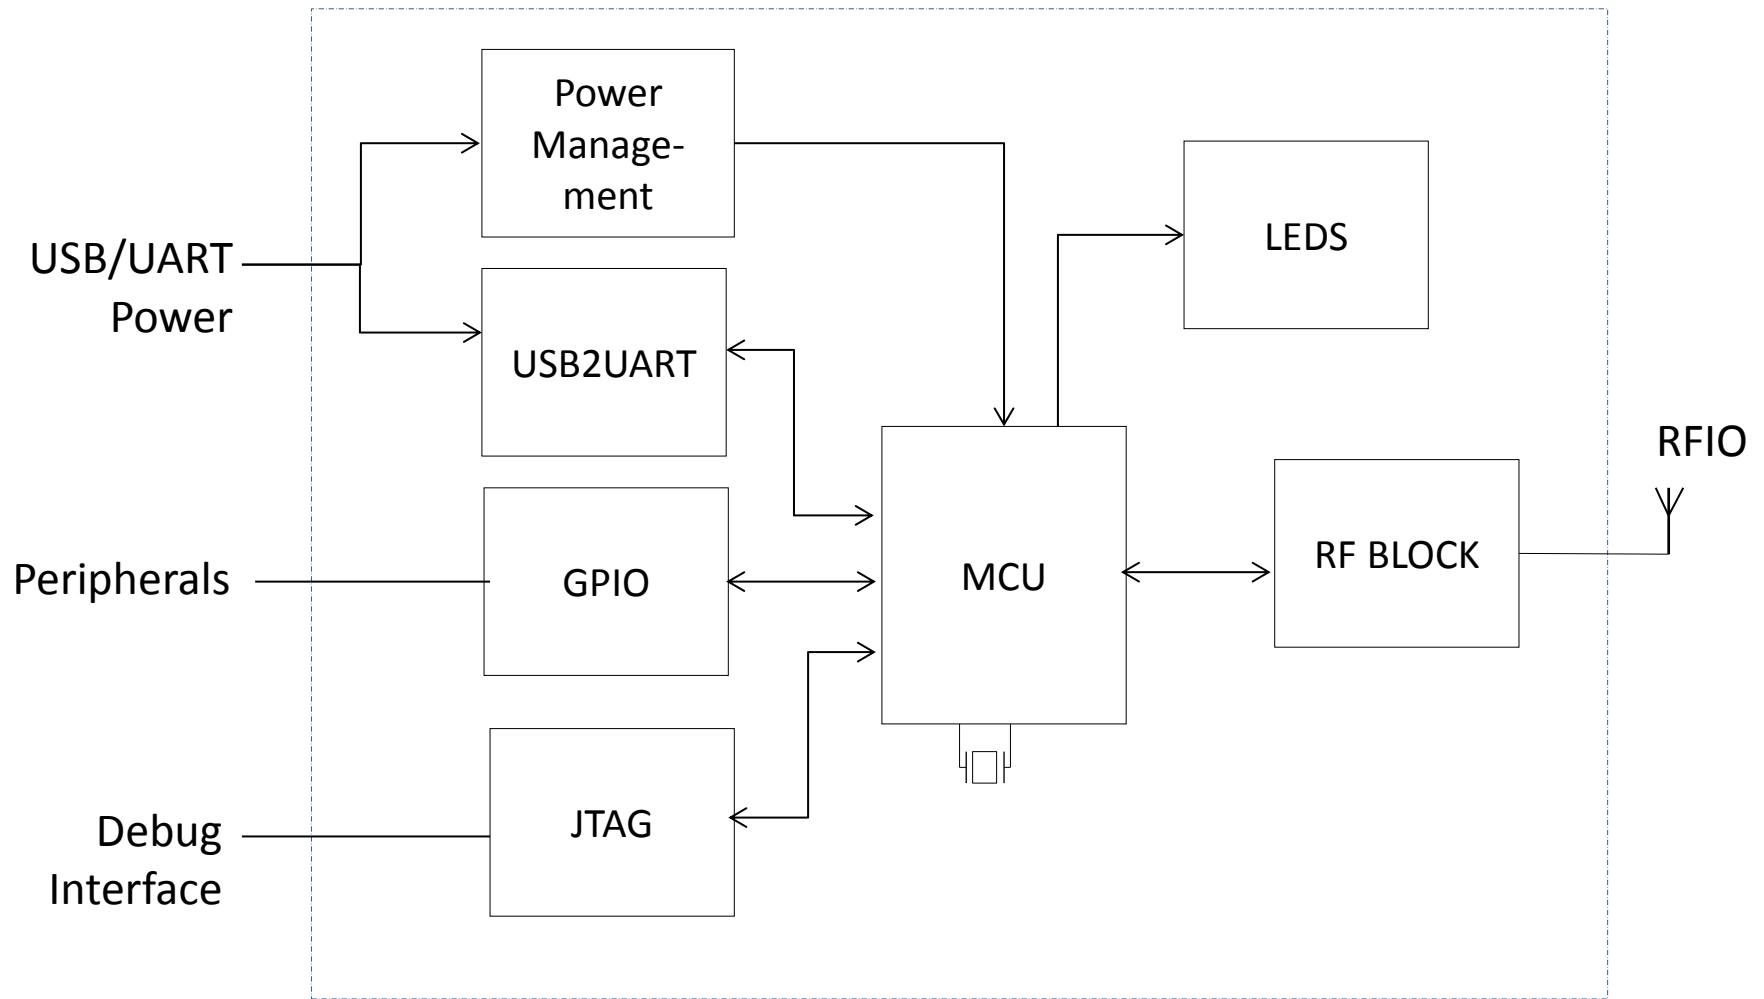 Power
Manage-
ment
LEDS
USB/UART
Power
USB2UART
RFIO
RF BLOCK
Peripherals
GPIO
MCU
Debug
Interface
JTAG